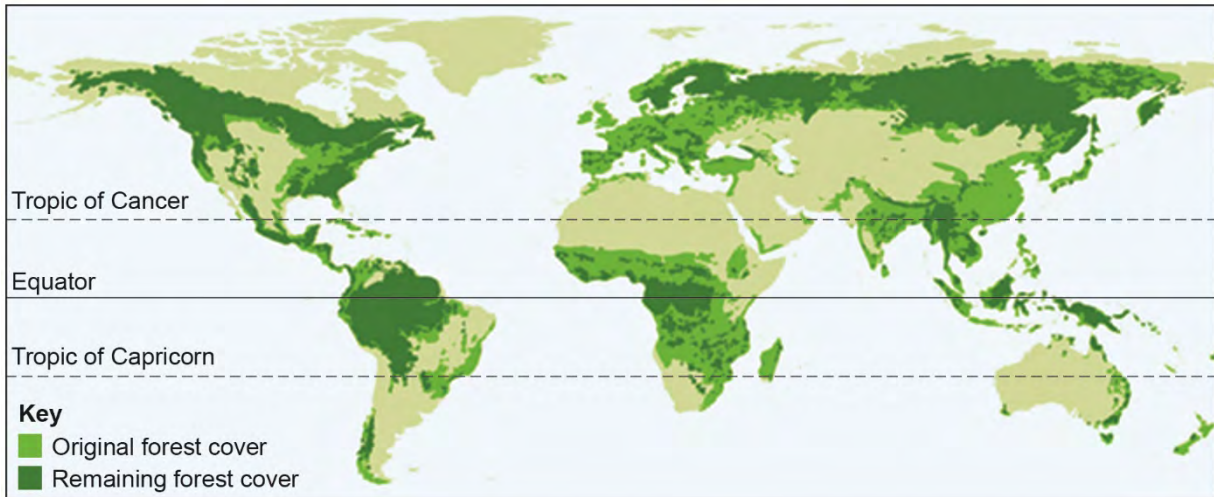 Tropic of Cancer
Equator
Tropic of Capricorn
Key
Original forest cover
Remaining forest cover